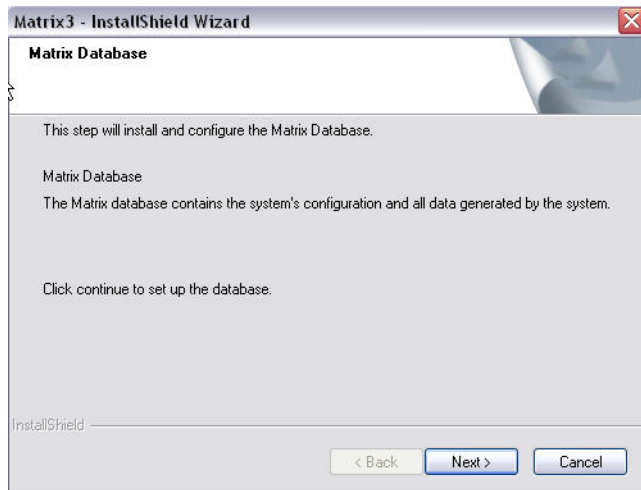 Matrix3 - InstallShield Wizard
Matrix Database
This step will install and configure the Matrix Database.
Matrix Database
The Matrix database contains the system's configuration and all data generated by the system.
Click continue to set up the database.
InstallShield
< Back Next > Cancel